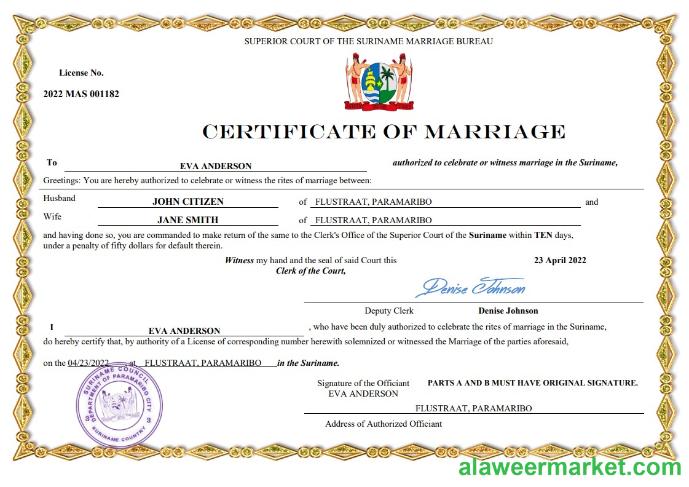 SUPERIOR COURT OF THE SURINAME MARRIAGE BUREAU
License No.
2022 MAS 001182
CERTIFICATE OF MARRIAGE
To EVA ANDERSON authorized to celebrate or witness marriage in the Suriname,
Greetings: You are hereby authorized to celebrate or witness the rites of marriage between:
Husband JOHN CITIZEN of FLUSTRAAT, PARAMARIBO and
Wife JANE SMITH of FLUSTRAAT, PARAMARIBO
and having done so, you are commanded to make return of the same to the Clerk's Office of the Superior Court of the Suriname within TEN days,
under a penalty of fifty dollars for default therein.
Witness my hand and the seal of said Court this 23 April 2022
Clerk of the Court,
Denise Johnson
Deputy Clerk Denise Johnson
I EVA ANDERSON , who have been duly authorized to celebrate the rites of marriage in the Suriname,
do hereby certify that, by authority of a License of corresponding number herewith solemnized or witnessed the Marriage of the parties aforesaid,
on the 04/23/2022 at FLUSTRAAT, PARAMARIBO in the Suriname.
SURINAME COUNCIL
DEPARTMENT OF PARAMARIBO CITY
SURINAME COUNTRY
Signature of the Officiant PARTS A AND B MUST HAVE ORIGINAL SIGNATURE.
EVA ANDERSON
FLUSTRAAT, PARAMARIBO
Address of Authorized Officiant
alaweermarket.com